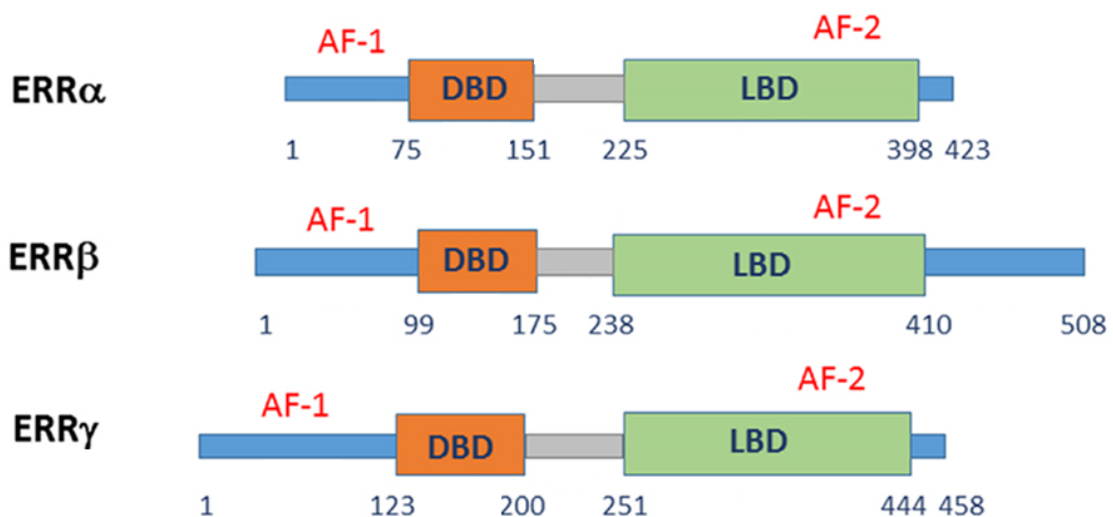 AF-1 AF-2
ERRα DBD LBD
1 75 151 225 398 423
AF-1 AF-2
ERRβ DBD LBD
1 99 175 238 410 508
AF-1 AF-2
ERRγ DBD LBD
1 123 200 251 444 458